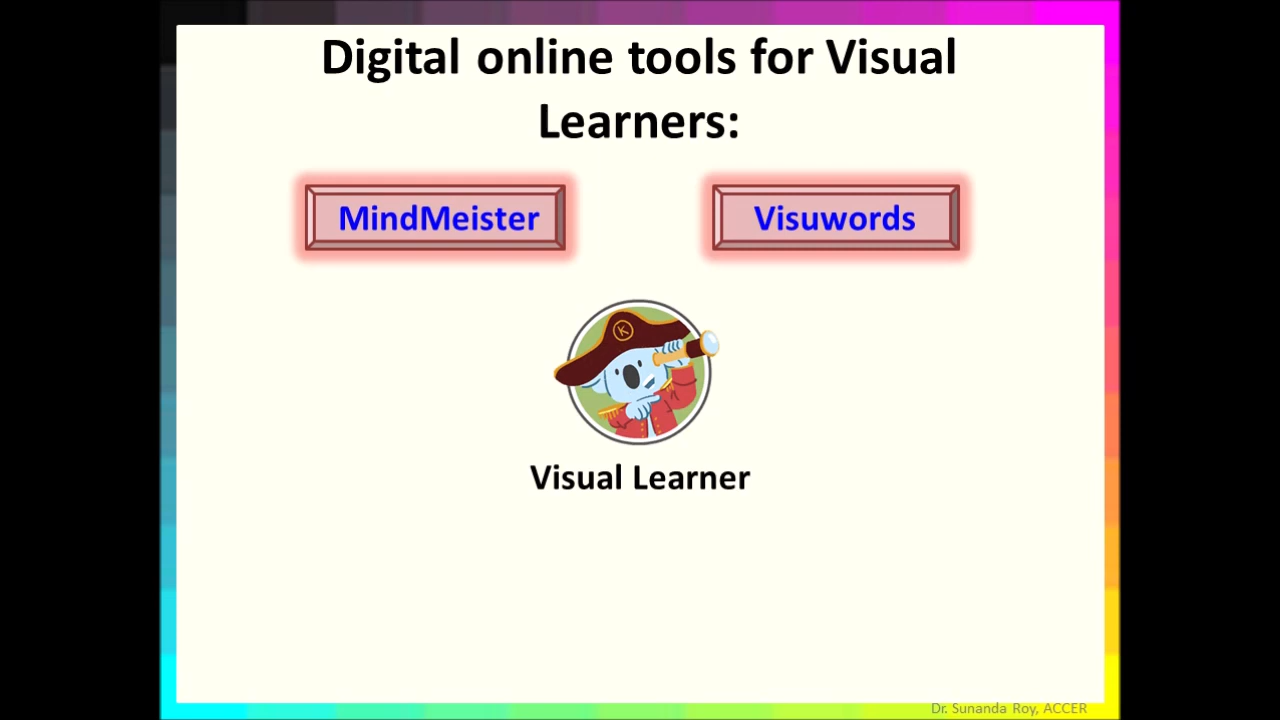 Digital online tools for Visual
Learners:
MindMeister
Visuwords
K
Visual Learner
Dr. Sunanda Roy, ACCER